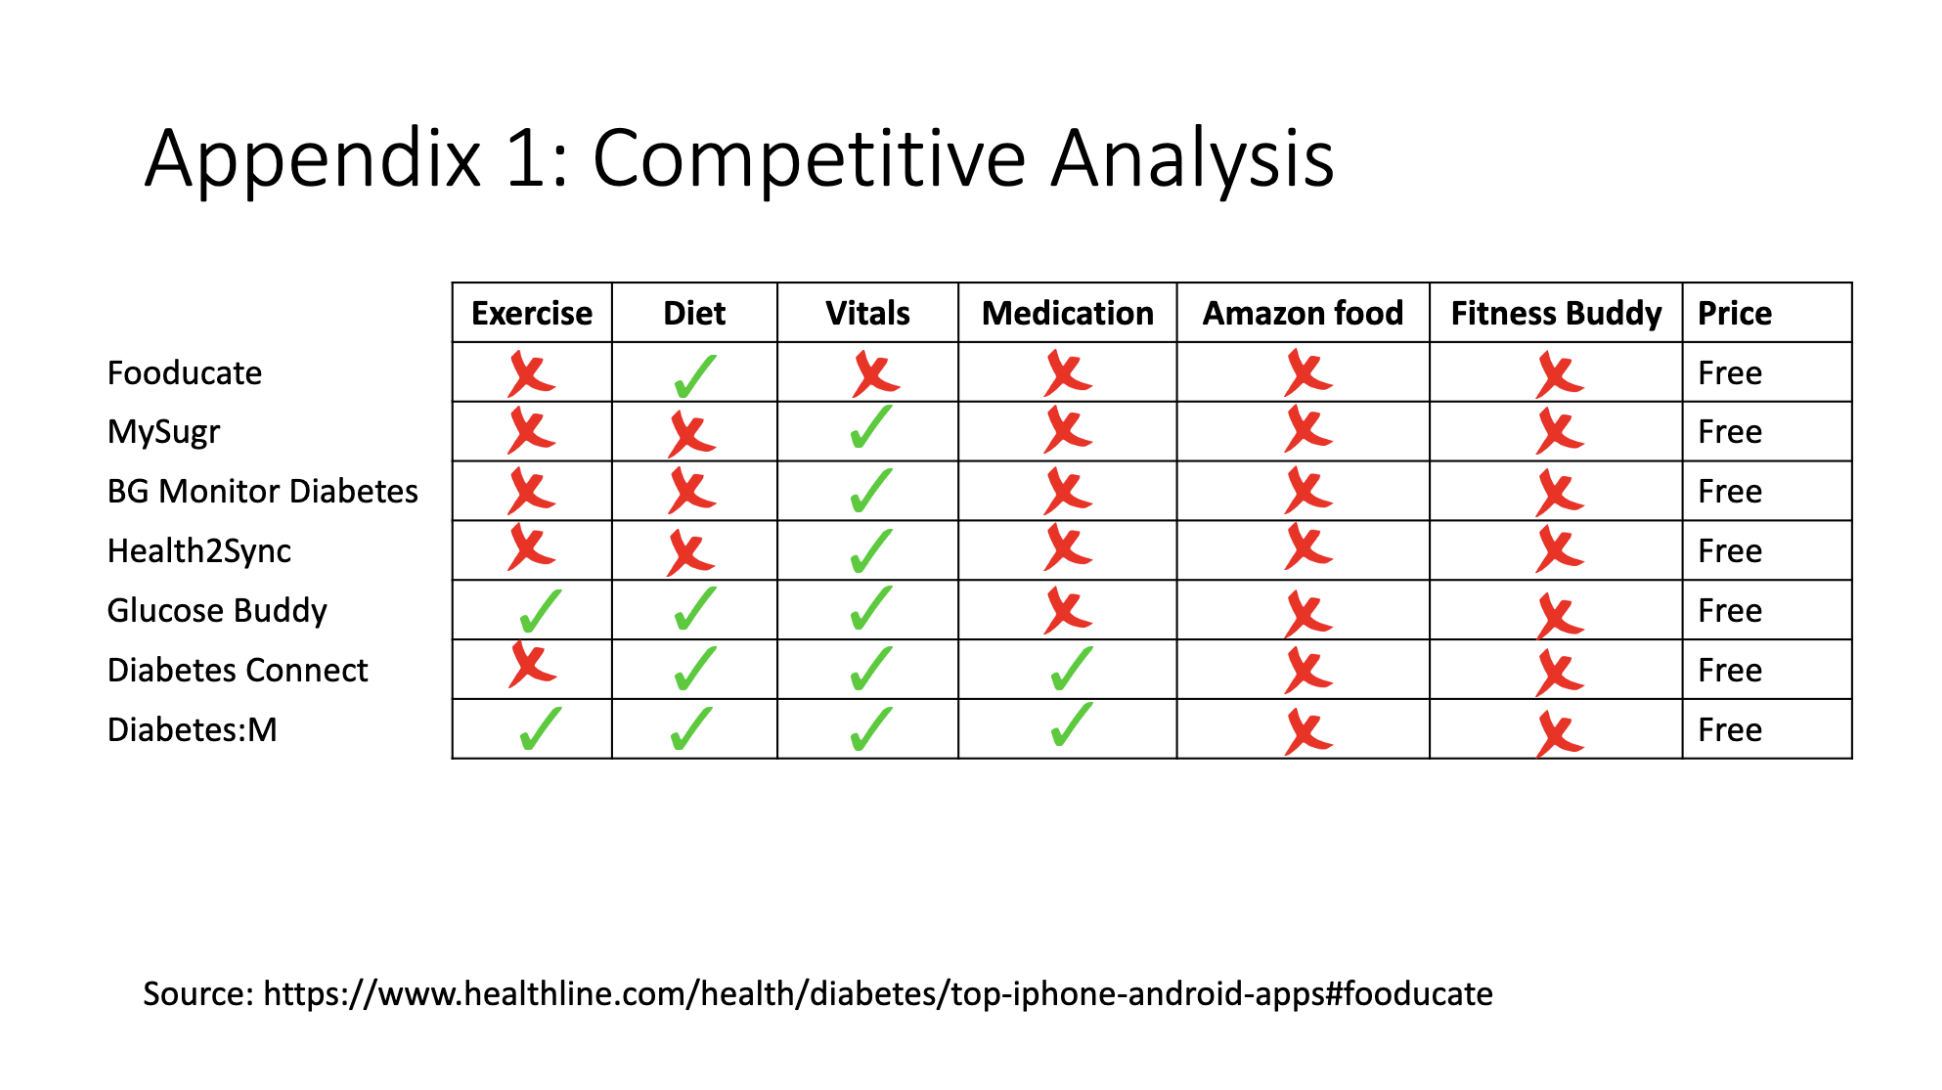 Appendix 1: Competitive Analysis
Exercise Diet Vitals Medication Amazon food Fitness Buddy Price
Fooducate ✗ ✓ ✗ ✗ ✗ ✗ Free
MySugr ✗ ✗ ✓ ✗ ✗ ✗ Free
BG Monitor Diabetes ✗ ✗ ✓ ✗ ✗ ✗ Free
Health2Sync ✗ ✗ ✓ ✗ ✗ ✗ Free
Glucose Buddy ✓ ✓ ✓ ✗ ✗ ✗ Free
Diabetes Connect ✗ ✓ ✓ ✓ ✗ ✗ Free
Diabetes:M ✓ ✓ ✓ ✓ ✗ ✗ Free
Source: https://www.healthline.com/health/diabetes/top-iphone-android-apps#fooducate